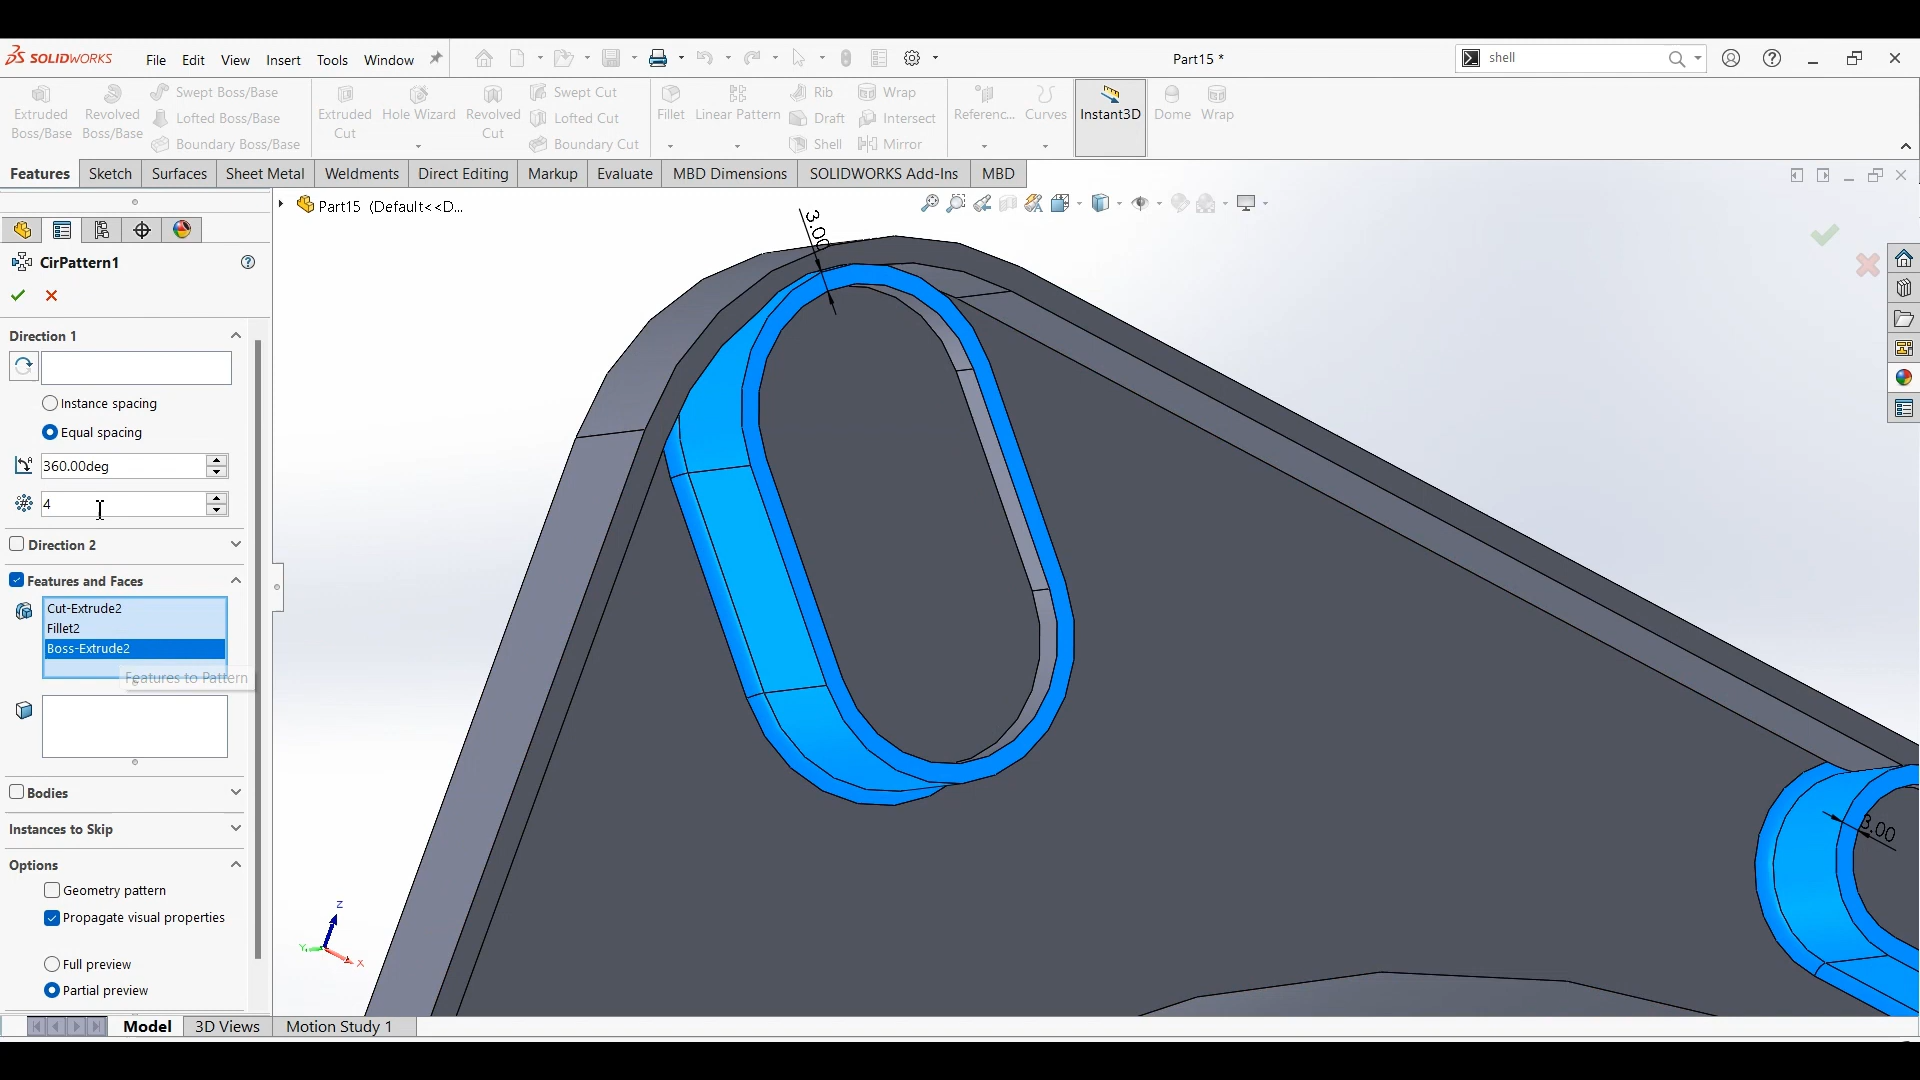 SOLIDWORKS File Edit View Insert Tools Window Part15 * shell
Extruded Boss/Base
Revolved Boss/Base
Swept Boss/Base
Lofted Boss/Base
Boundary Boss/Base
Extruded Cut
Hole Wizard
Revolved Cut
Swept Cut
Lofted Cut
Boundary Cut
Fillet
Linear Pattern
Rib
Draft
Shell
Wrap
Intersect
Mirror
Referenc...
Curves
Instant3D
Dome
Wrap
Features Sketch Surfaces Sheet Metal Weldments Direct Editing Markup Evaluate MBD Dimensions SOLIDWORKS Add-Ins MBD
Part15 (Default<<D...
CirPattern1
Direction 1
Instance spacing
Equal spacing
360.00deg
4
Direction 2
Features and Faces
Cut-Extrude2
Fillet2
Boss-Extrude2
Features to Pattern
Bodies
Instances to Skip
Options
Geometry pattern
Propagate visual properties
Full preview
Partial preview
3.00
3.00
Z
Y
X
Model 3D Views Motion Study 1